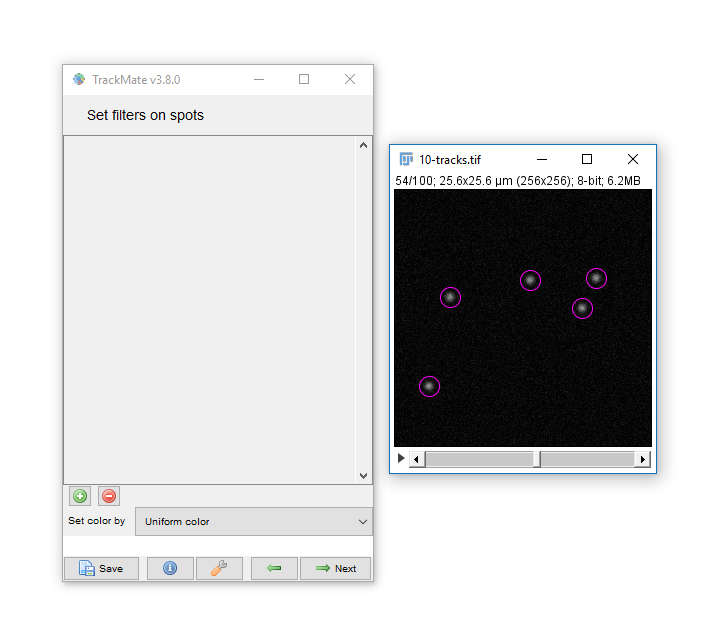 TrackMate v3.8.0
Set filters on spots
Set color by
Uniform color
Save
Next
10-tracks.tif
54/100; 25.6x25.6 µm (256x256); 8-bit; 6.2MB